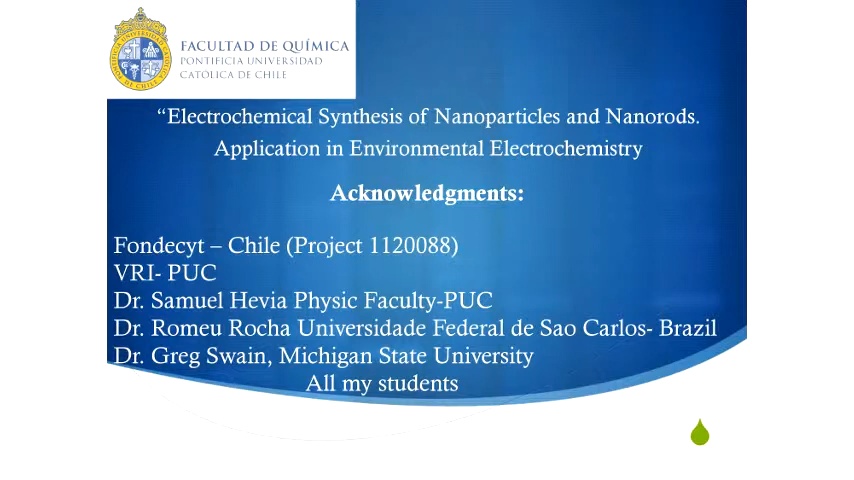 FACULTAD DE QUÍMICA
PONTIFICIA UNIVERSIDAD
CATÓLICA DE CHILE
“Electrochemical Synthesis of Nanoparticles and Nanorods.
Application in Environmental Electrochemistry
Acknowledgments:
Fondecyt – Chile (Project 1120088)
VRI- PUC
Dr. Samuel Hevia Physic Faculty-PUC
Dr. Romeu Rocha Universidade Federal de Sao Carlos- Brazil
Dr. Greg Swain, Michigan State University
All my students